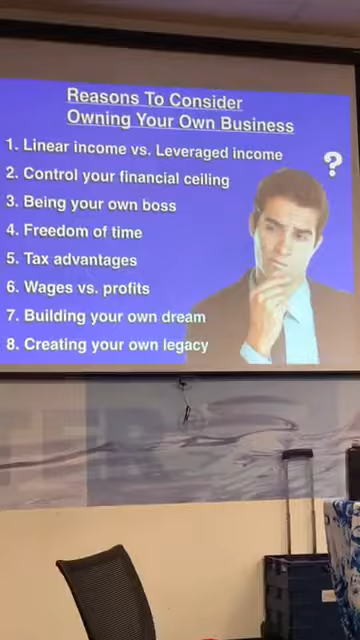 Reasons To Consider
Owning Your Own Business
1. Linear income vs. Leveraged income
2. Control your financial ceiling
3. Being your own boss
4. Freedom of time
5. Tax advantages
6. Wages vs. profits
7. Building your own dream
8. Creating your own legacy
?
TER